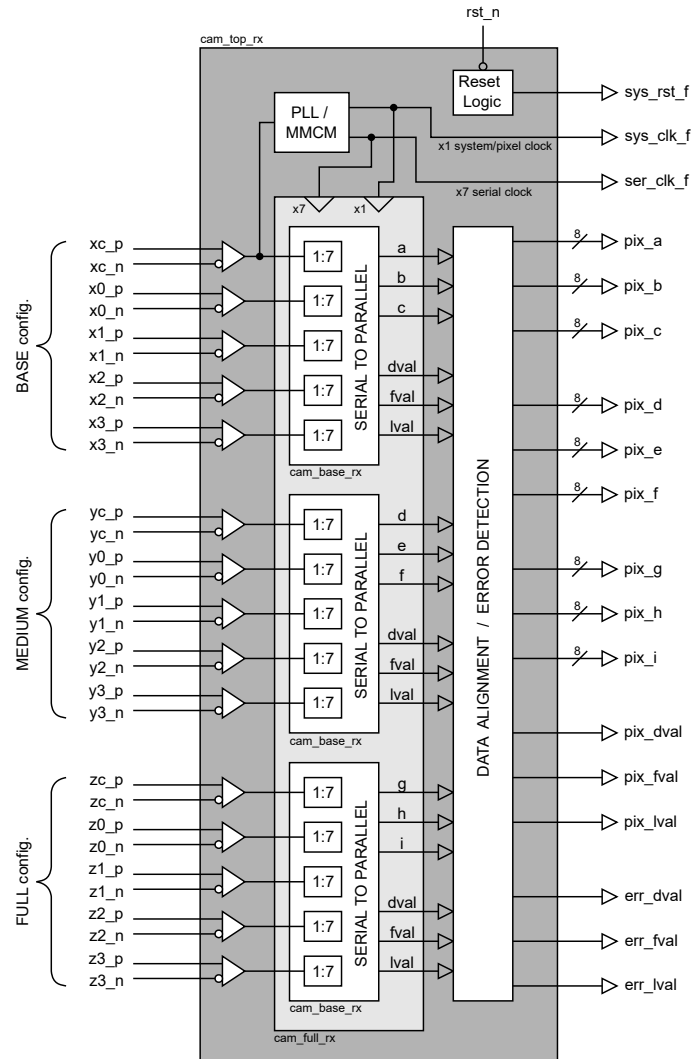 rst_n
cam_top_rx
Reset
Logic
sys_rst_f
PLL /
MMCM
sys_clk_f
x1 system/pixel clock
ser_clk_f
x7 serial clock
x7
x1
BASE config.
xc_p
xc_n
x0_p
x0_n
x1_p
x1_n
x2_p
x2_n
x3_p
x3_n
1:7
1:7
1:7
1:7
1:7
SERIAL TO PARALLEL
a
b
c
dval
fval
lval
cam_base_rx
MEDIUM config.
yc_p
yc_n
y0_p
y0_n
y1_p
y1_n
y2_p
y2_n
y3_p
y3_n
1:7
1:7
1:7
1:7
1:7
SERIAL TO PARALLEL
d
e
f
dval
fval
lval
cam_base_rx
FULL config.
zc_p
zc_n
z0_p
z0_n
z1_p
z1_n
z2_p
z2_n
z3_p
z3_n
1:7
1:7
1:7
1:7
1:7
SERIAL TO PARALLEL
g
h
i
dval
fval
lval
cam_base_rx
cam_full_rx
DATA ALIGNMENT / ERROR DETECTION
8 pix_a
8 pix_b
8 pix_c
8 pix_d
8 pix_e
8 pix_f
8 pix_g
8 pix_h
8 pix_i
pix_dval
pix_fval
pix_lval
err_dval
err_fval
err_lval